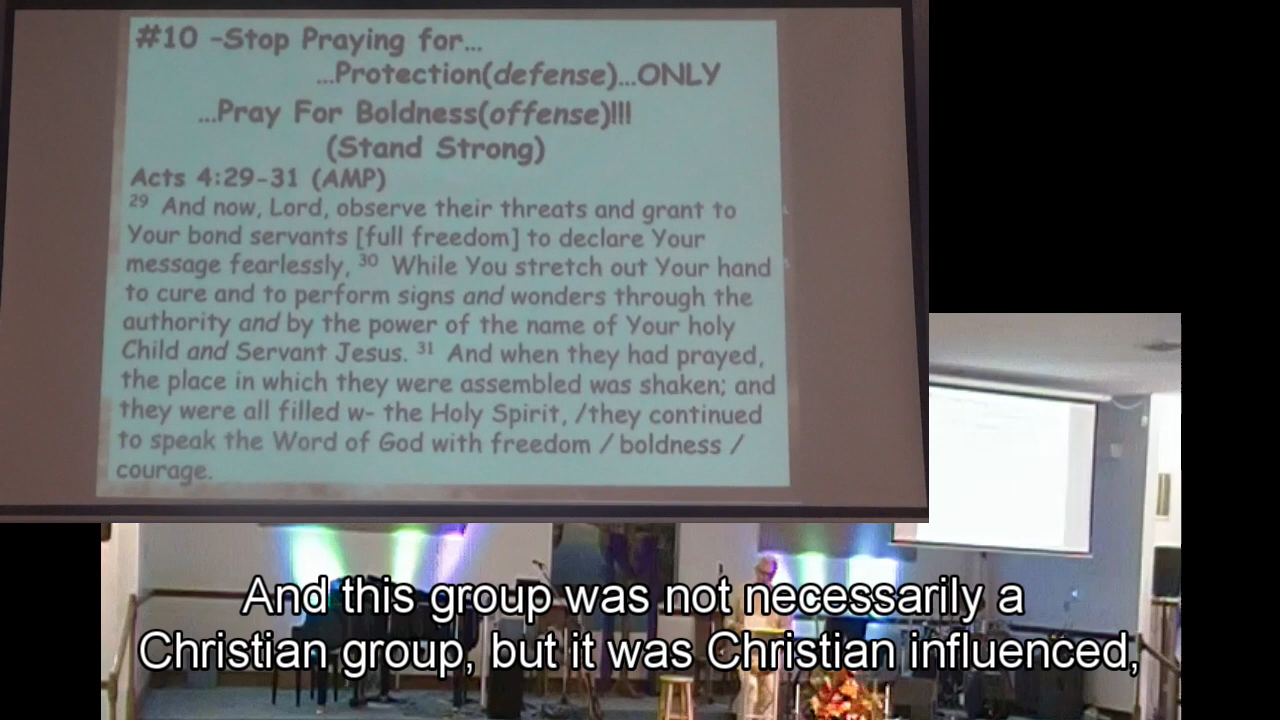 #10 -Stop Praying for...
...Protection(defense)...ONLY
...Pray For Boldness(offense)!!!
(Stand Strong)
Acts 4:29-31 (AMP)
29 And now, Lord, observe their threats and grant to
Your bond servants [full freedom] to declare Your
message fearlessly, 30 While You stretch out Your hand
to cure and to perform signs and wonders through the
authority and by the power of the name of Your holy
Child and Servant Jesus. 31 And when they had prayed,
the place in which they were assembled was shaken; and
they were all filled w- the Holy Spirit, /they continued
to speak the Word of God with freedom / boldness /
courage.
And this group was not necessarily a
Christian group, but it was Christian influenced,